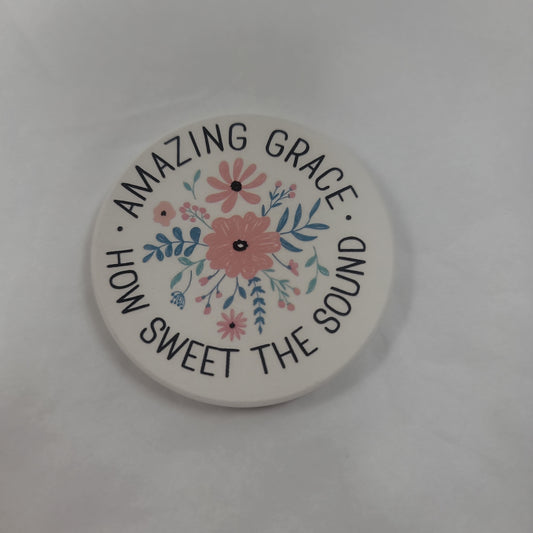 AMAZING GRACE
HOW SWEET THE SOUND